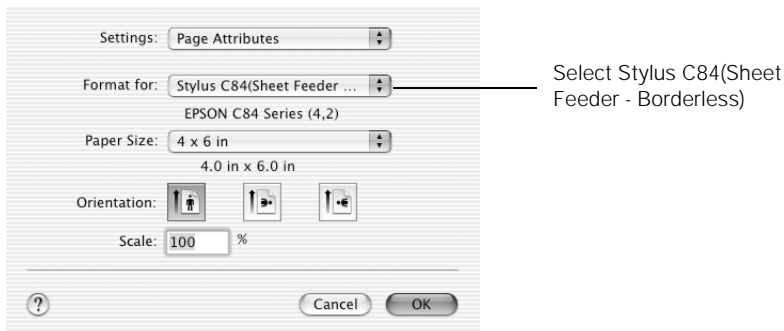 Settings: Page Attributes
Format for: Stylus C84(Sheet Feeder ...
EPSON C84 Series (4,2)
Paper Size: 4 x 6 in
4.0 in x 6.0 in
Orientation:
Scale: 100 %
? Cancel OK
Select Stylus C84(Sheet
Feeder - Borderless)